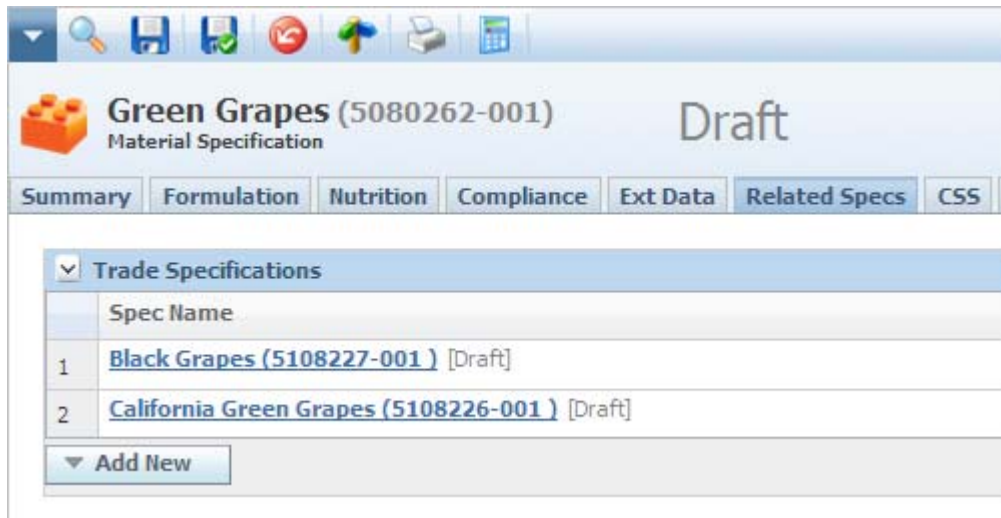 Green Grapes (5080262-001) Draft
Material Specification
Summary Formulation Nutrition Compliance Ext Data Related Specs CSS
Trade Specifications
Spec Name
1 Black Grapes (5108227-001 ) [Draft]
2 California Green Grapes (5108226-001 ) [Draft]
Add New